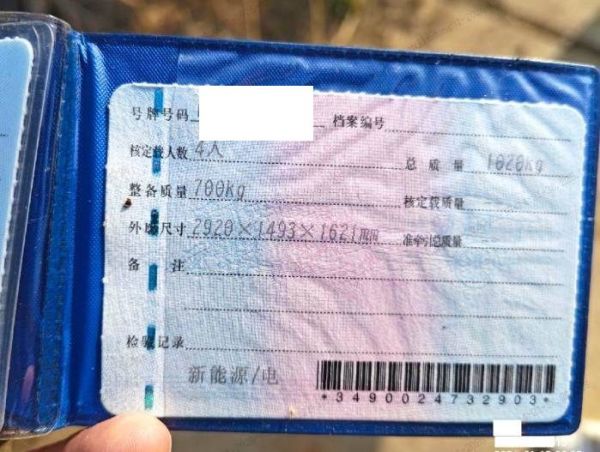 号牌号码 档案编号
核定载人数 4人 总质量 1020Kg
整备质量 700Kg 核定载质量
外廓尺寸 2920×1493×1621mm 准牵引总质量
备注
检验记录
新能源/电
*3490024732903*